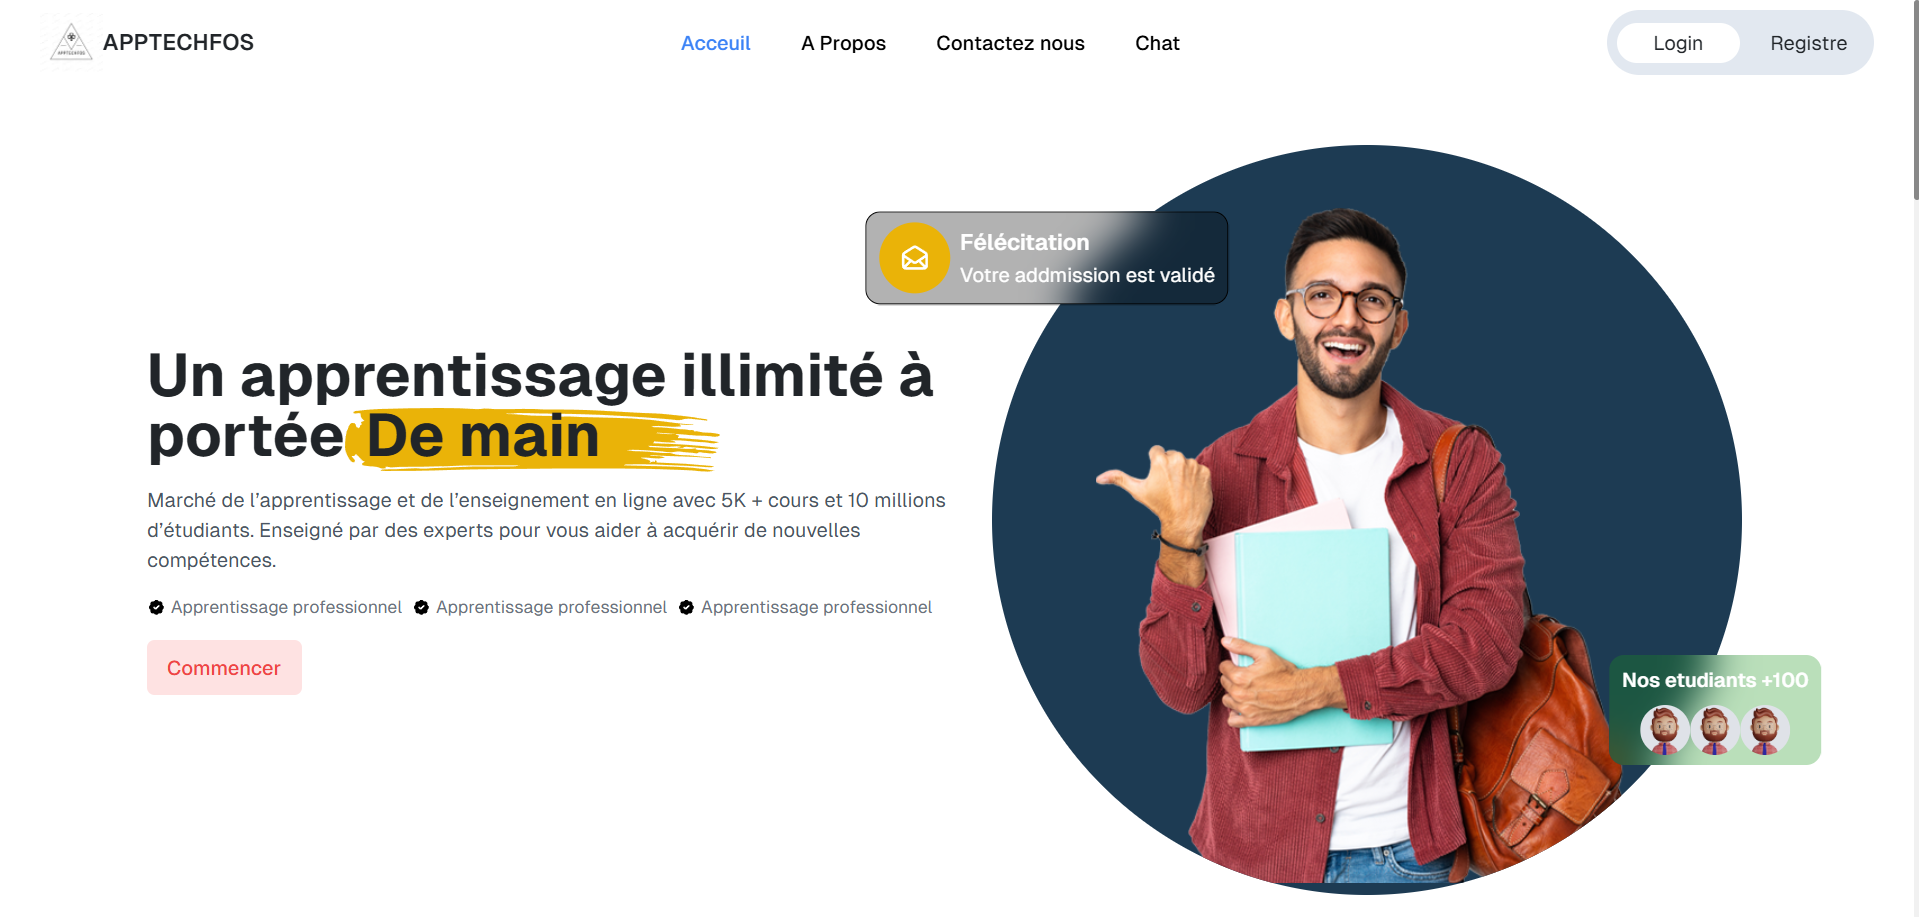 APPTECHFOS
APPTECHFOS
Acceuil
A Propos
Contactez nous
Chat
Login
Registre
Félécitation
Votre addmission est validé
Un apprentissage illimité à
portée De main
Marché de l’apprentissage et de l’enseignement en ligne avec 5K + cours et 10 millions
d’étudiants. Enseigné par des experts pour vous aider à acquérir de nouvelles
compétences.
Apprentissage professionnel
Apprentissage professionnel
Apprentissage professionnel
Commencer
Nos etudiants +100